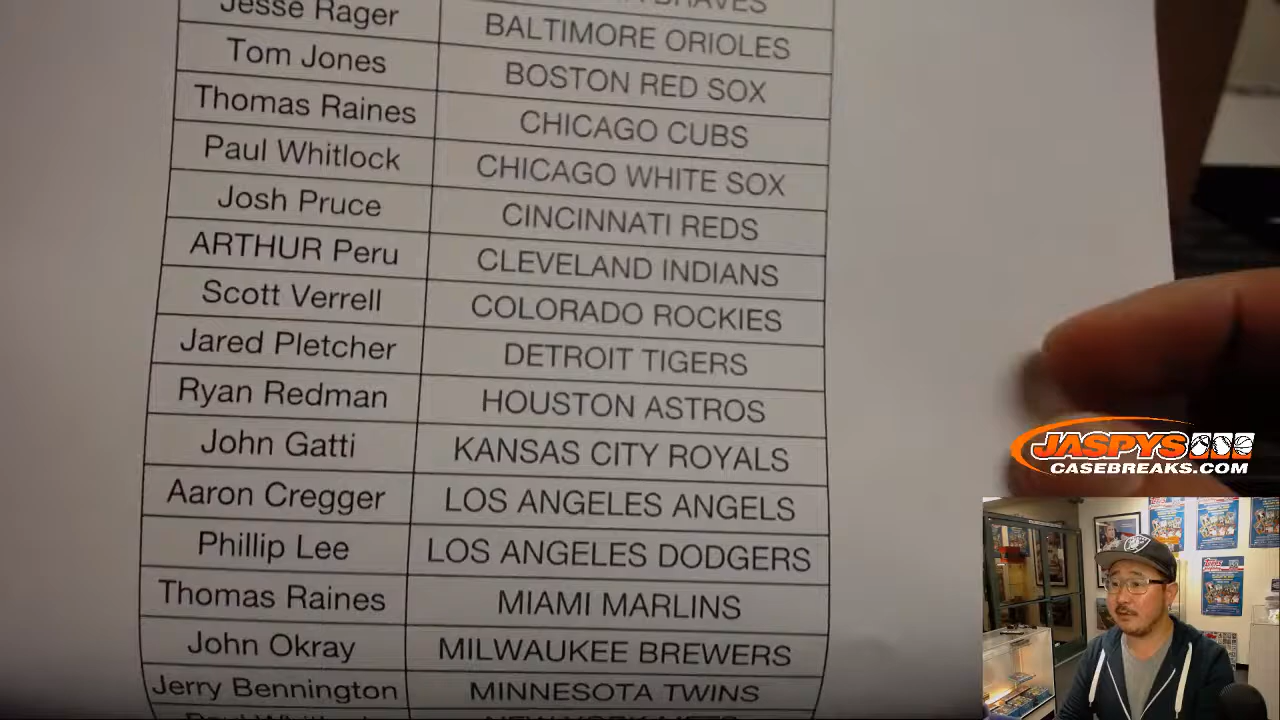 BRAVES
Jesse Rager BALTIMORE ORIOLES
Tom Jones BOSTON RED SOX
Thomas Raines CHICAGO CUBS
Paul Whitlock CHICAGO WHITE SOX
Josh Pruce CINCINNATI REDS
ARTHUR Peru CLEVELAND INDIANS
Scott Verrell COLORADO ROCKIES
Jared Pletcher DETROIT TIGERS
Ryan Redman HOUSTON ASTROS
John Gatti KANSAS CITY ROYALS
Aaron Cregger LOS ANGELES ANGELS
Phillip Lee LOS ANGELES DODGERS
Thomas Raines MIAMI MARLINS
John Okray MILWAUKEE BREWERS
Jerry Bennington MINNESOTA TWINS
JASPYS
CASEBREAKS.COM